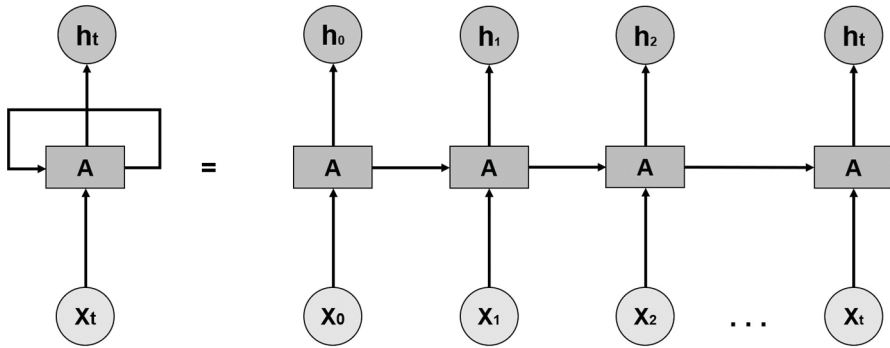 ht h0 h1 h2 ht
A = A A A A
Xt X0 X1 X2 ... Xt